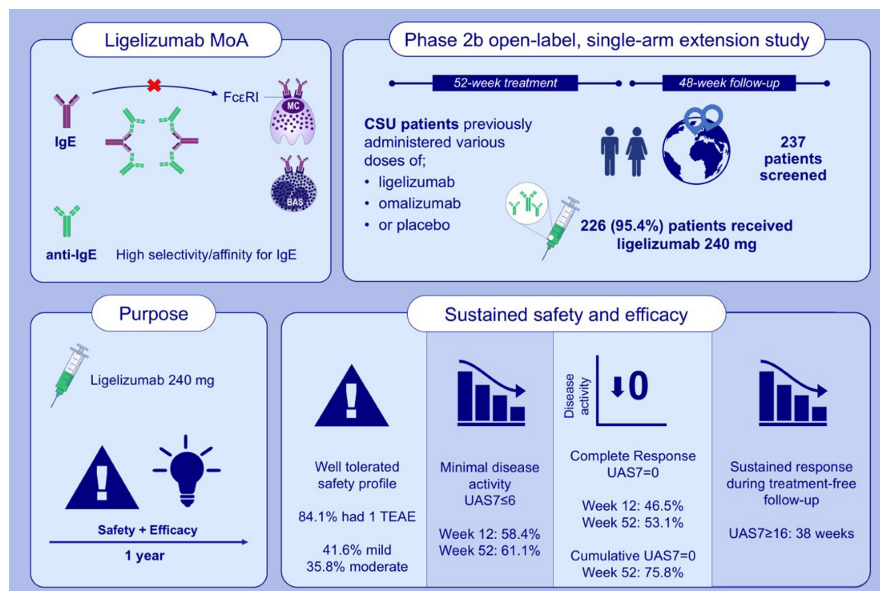 Ligelizumab MoA
IgE
FcεRI
MC
BAS
anti-IgE
High selectivity/affinity for IgE
Phase 2b open-label, single-arm extension study
52-week treatment
48-week follow-up
CSU patients previously
administered various
doses of;
• ligelizumab
• omalizumab
• or placebo
237
patients
screened
226 (95.4%) patients received
ligelizumab 240 mg
Purpose
Ligelizumab 240 mg
Safety + Efficacy
1 year
Sustained safety and efficacy
Well tolerated
safety profile
84.1% had 1 TEAE
41.6% mild
35.8% moderate
Minimal disease
activity
UAS7≤6
Week 12: 58.4%
Week 52: 61.1%
Disease
activity
0
Complete Response
UAS7=0
Week 12: 46.5%
Week 52: 53.1%
Cumulative UAS7=0
Week 52: 75.8%
Sustained response
during treatment-free
follow-up
UAS7≥16: 38 weeks